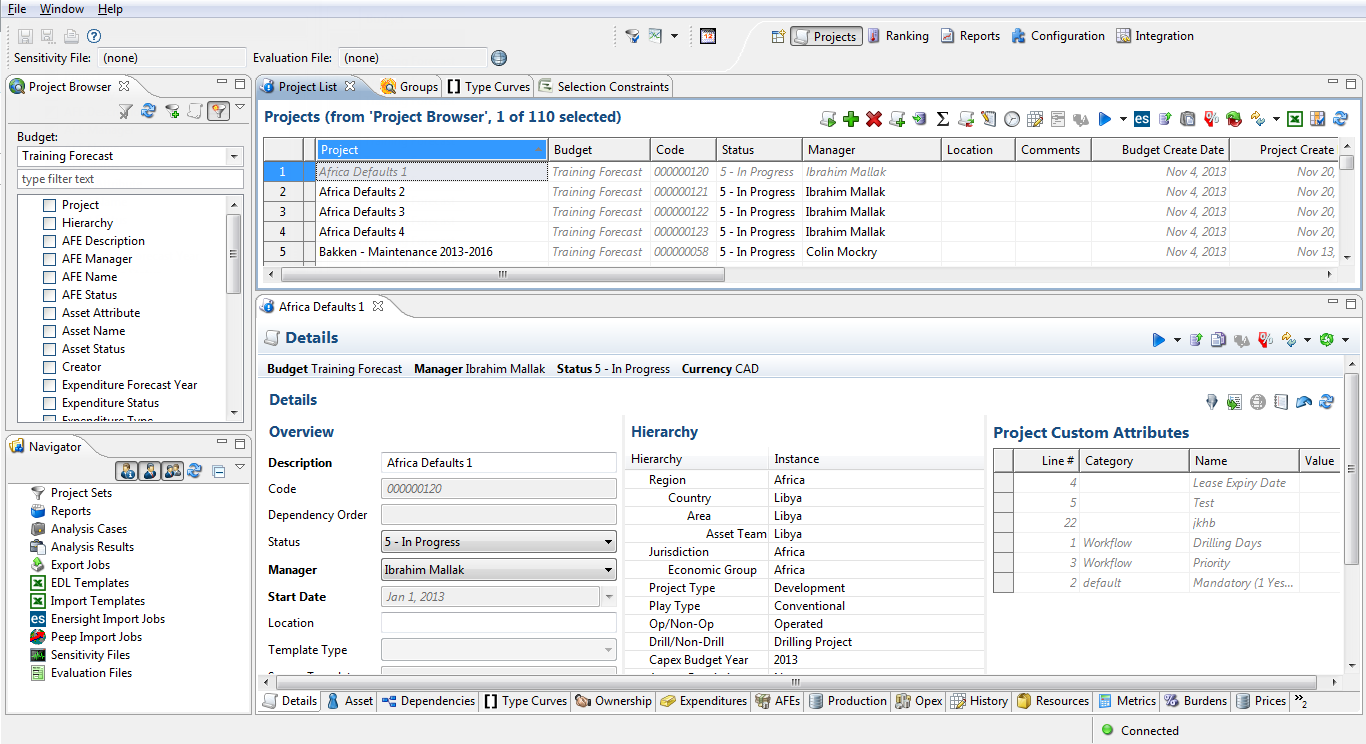 File Window Help
Projects Ranking Reports Configuration Integration
Sensitivity File: (none) Evaluation File: (none)
Project Browser
Budget:
Training Forecast
type filter text
Project
Hierarchy
AFE Description
AFE Manager
AFE Name
AFE Status
Asset Attribute
Asset Name
Asset Status
Creator
Expenditure Forecast Year
Expenditure Status
Expenditure Type
Navigator
Project Sets
Reports
Analysis Cases
Analysis Results
Export Jobs
EDL Templates
Import Templates
es Enersight Import Jobs
Peep Import Jobs
Sensitivity Files
Evaluation Files
Project List Groups Type Curves Selection Constraints
Projects (from 'Project Browser', 1 of 110 selected)
es
Project Budget Code Status Manager Location Comments Budget Create Date Project Create
1 Africa Defaults 1 Training Forecast 000000120 5 - In Progress Ibrahim Mallak Nov 4, 2013 Nov 20,
2 Africa Defaults 2 Training Forecast 000000121 5 - In Progress Ibrahim Mallak Nov 4, 2013 Nov 20,
3 Africa Defaults 3 Training Forecast 000000122 5 - In Progress Ibrahim Mallak Nov 4, 2013 Nov 20,
4 Africa Defaults 4 Training Forecast 000000123 5 - In Progress Ibrahim Mallak Nov 4, 2013 Nov 20,
5 Bakken - Maintenance 2013-2016 Training Forecast 000000058 5 - In Progress Colin Mockry Nov 4, 2013 Nov 13,
Africa Defaults 1
Details
Budget Training Forecast Manager Ibrahim Mallak Status 5 - In Progress Currency CAD
Details
Overview
Description Africa Defaults 1
Code 000000120
Dependency Order
Status 5 - In Progress
Manager Ibrahim Mallak
Start Date Jan 1, 2013
Location
Template Type
Hierarchy
Hierarchy Instance
Region Africa
Country Libya
Area Libya
Asset Team Libya
Jurisdiction Africa
Economic Group Africa
Project Type Development
Play Type Conventional
Op/Non-Op Operated
Drill/Non-Drill Drilling Project
Capex Budget Year 2013
Project Custom Attributes
Line # Category Name Value
4 Lease Expiry Date
5 Test
22 jkhb
1 Workflow Drilling Days
3 Workflow Priority
2 default Mandatory (1 Yes...
Details Asset Dependencies Type Curves Ownership Expenditures AFEs Production Opex History Resources Metrics Burdens Prices »2
Connected